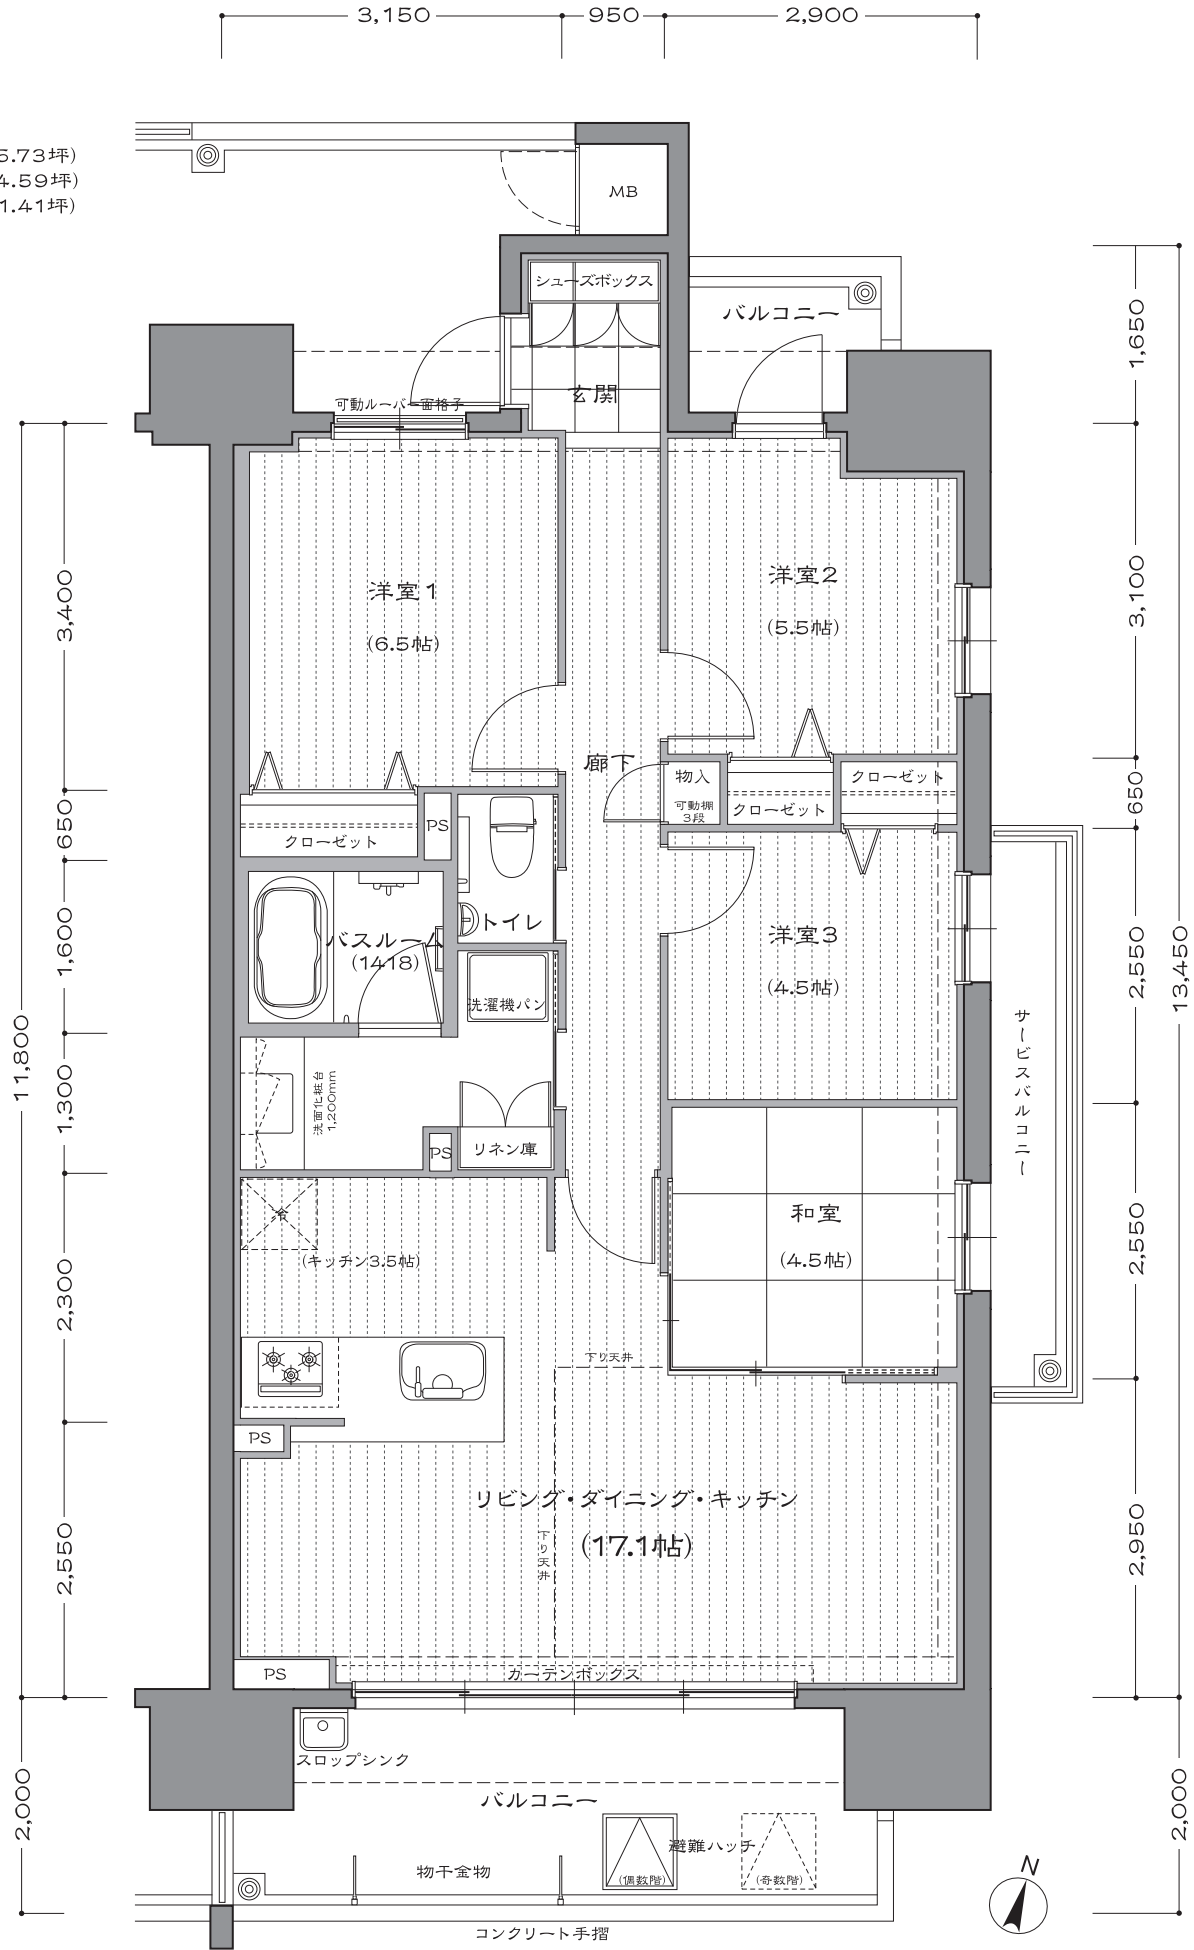 3,150
950
2,900
5.73坪)
4.59坪)
1.41坪)
MB
シューズボックス
バルコニー
玄関
可動ルーバー面格子
1,650
洋室1
(6.5帖)
洋室2
(5.5帖)
3,400
3,100
廊下
物入
可動棚
3段
クローゼット
クローゼット
650
650
クローゼット
PS
トイレ
バスルーム
(1418)
洋室3
(4.5帖)
1,600
2,550
13,450
洗濯機パン
サービスバルコニー
11,800
1,300
洗面化粧台
1,200mm
PS
リネン庫
冷
(キッチン3.5帖)
和室
(4.5帖)
2,300
2,550
下り天井
PS
リビング・ダイニング・キッチン
(17.1帖)
下り天井
2,550
2,950
PS
カーテンボックス
スロップシンク
バルコニー
2,000
2,000
避難ハッチ
物干金物
(偶数階)
(奇数階)
N
コンクリート手摺